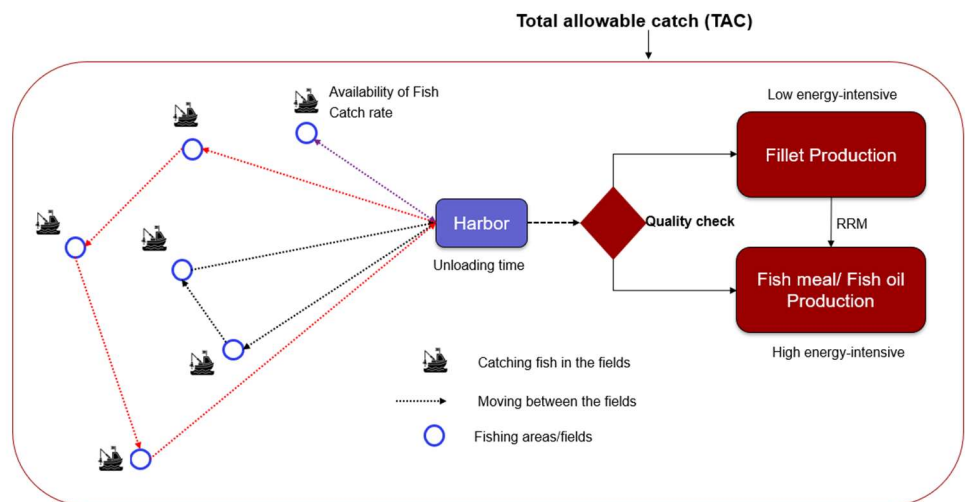 Total allowable catch (TAC)
Availability of Fish
Catch rate
Low energy-intensive
Fillet Production
Harbor
Quality check
RRM
Unloading time
Fish meal/ Fish oil
Production
High energy-intensive
Catching fish in the fields
Moving between the fields
Fishing areas/fields